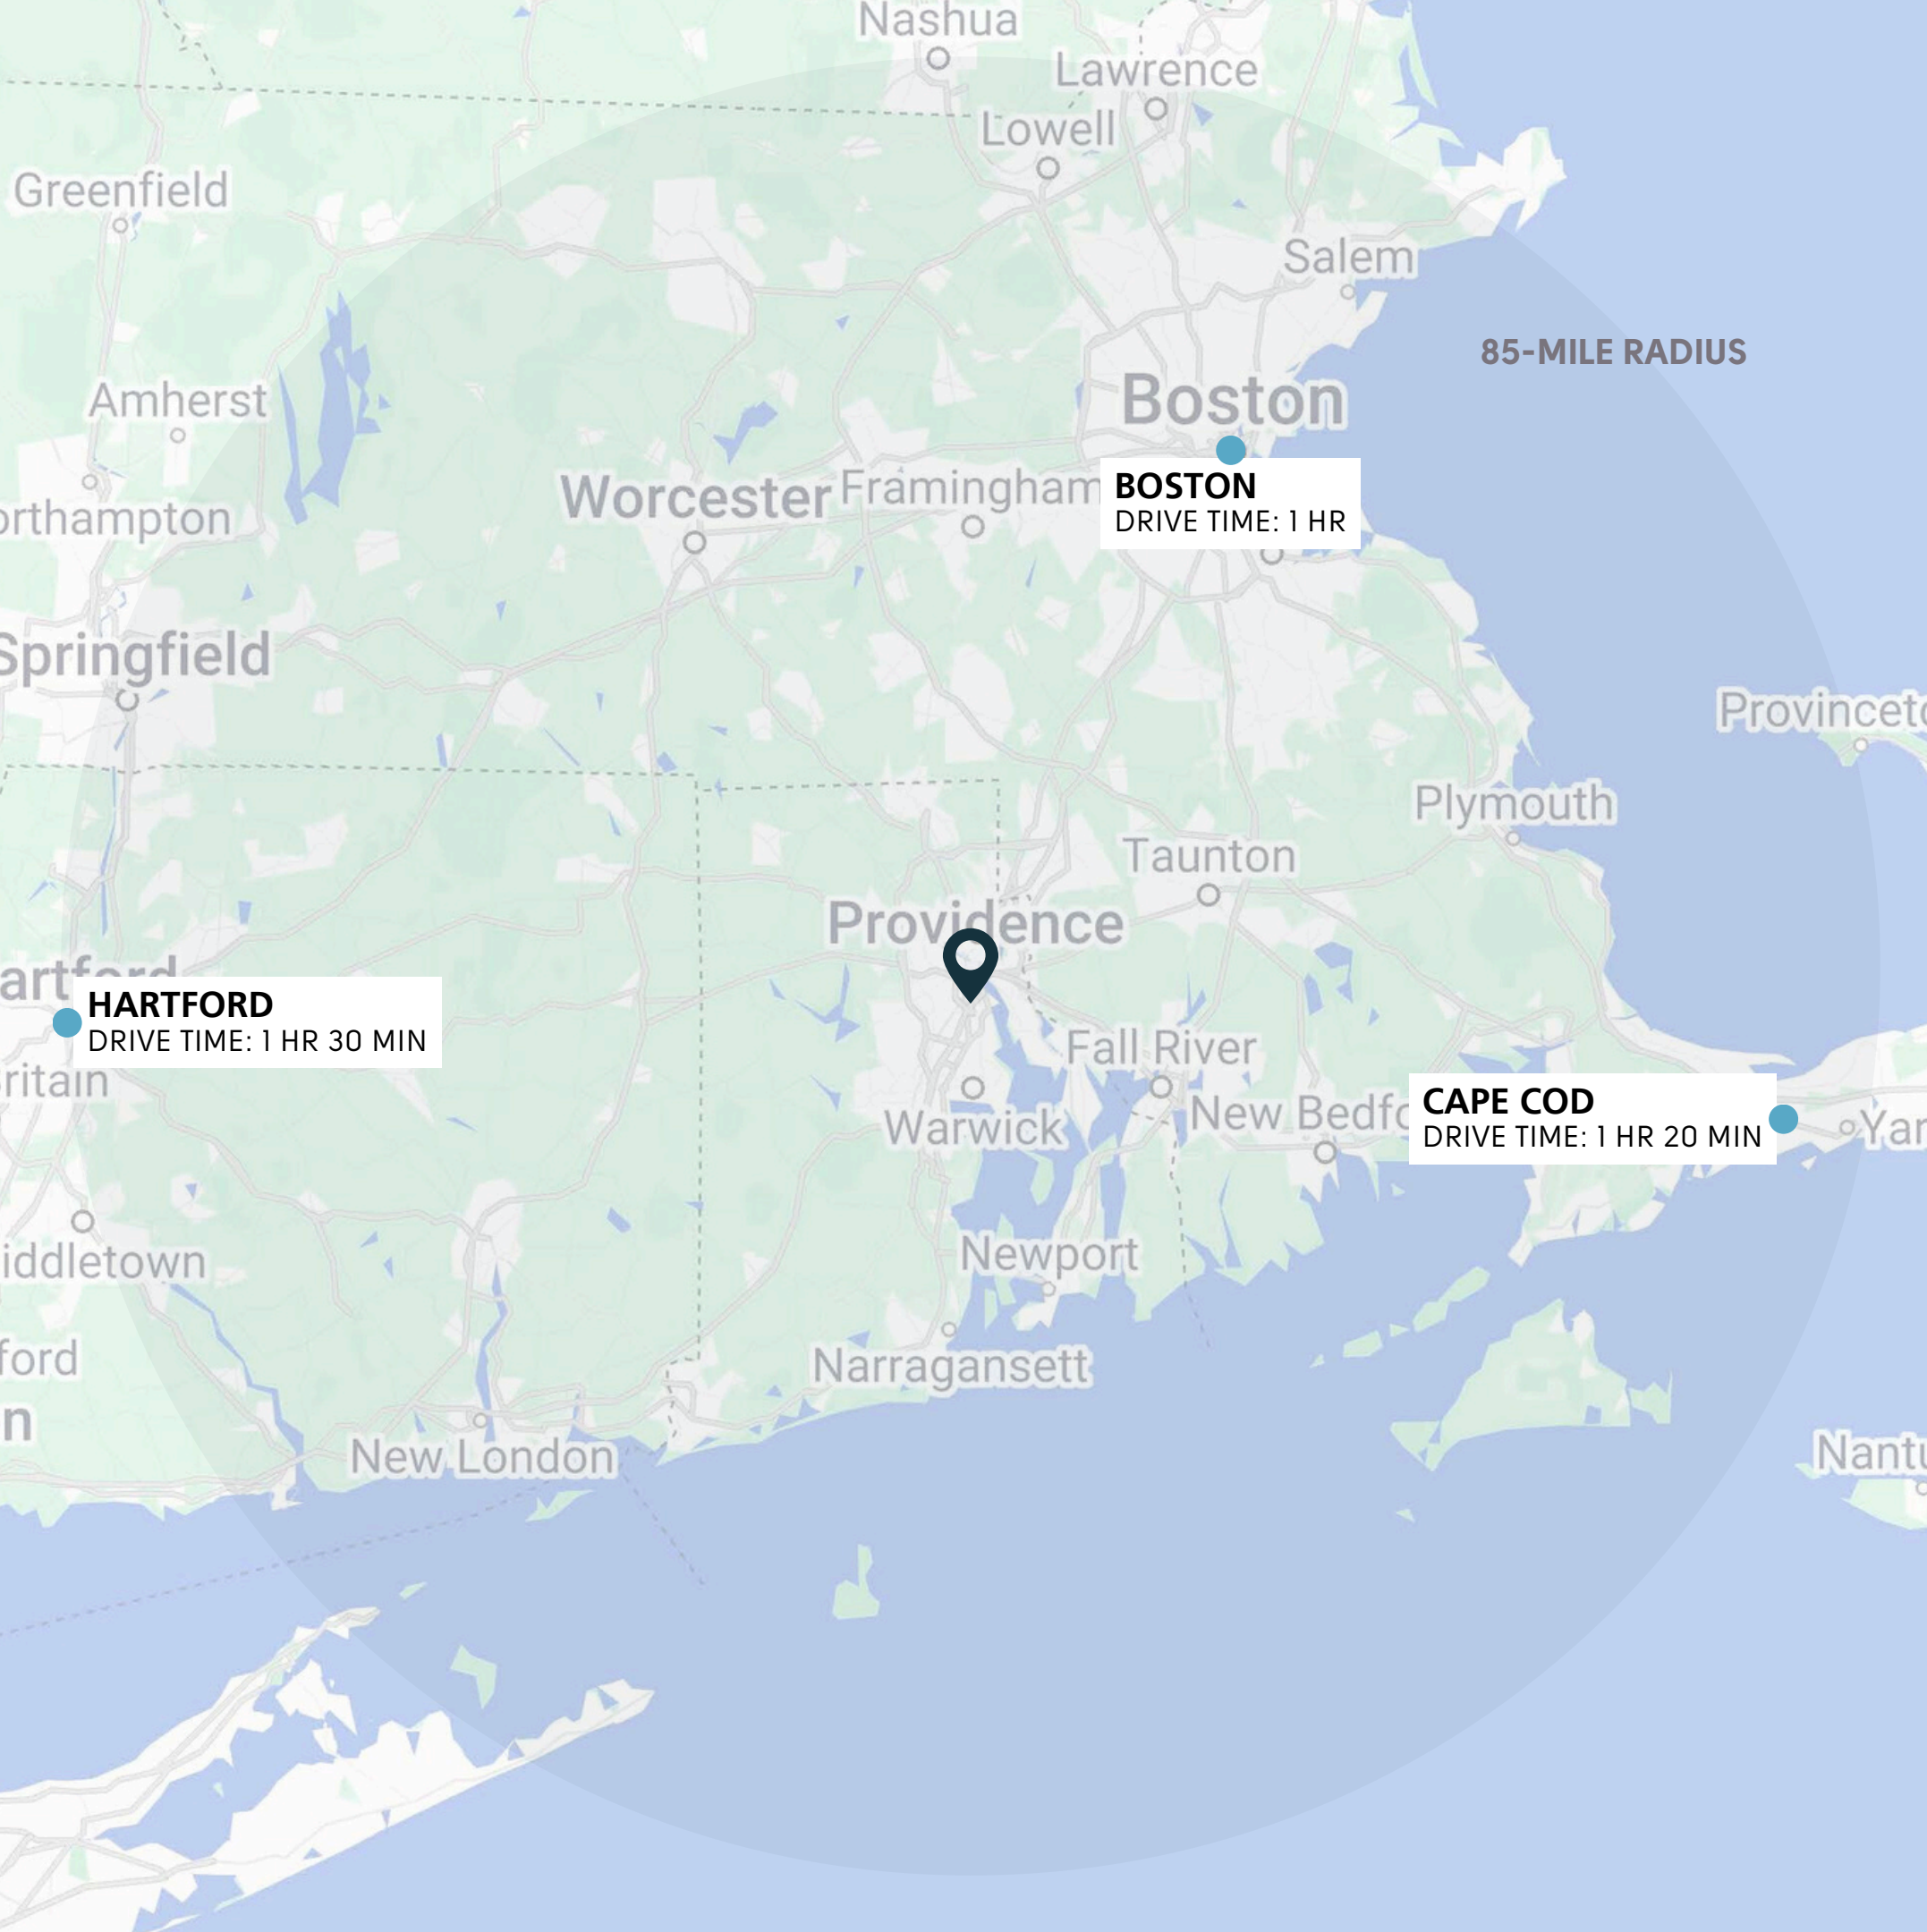 Nashua
Lawrence
Lowell
Greenfield
Salem
85-MILE RADIUS
Amherst
Boston
Worcester
Framingham
BOSTON
DRIVE TIME: 1 HR
orthampton
Springfield
Provincet
Plymouth
Taunton
Providence
artford
HARTFORD
DRIVE TIME: 1 HR 30 MIN
ritain
Fall River
Warwick
New Bedfo
CAPE COD
DRIVE TIME: 1 HR 20 MIN
Yar
iddletown
Newport
ford
Narragansett
n
New London
Nantu